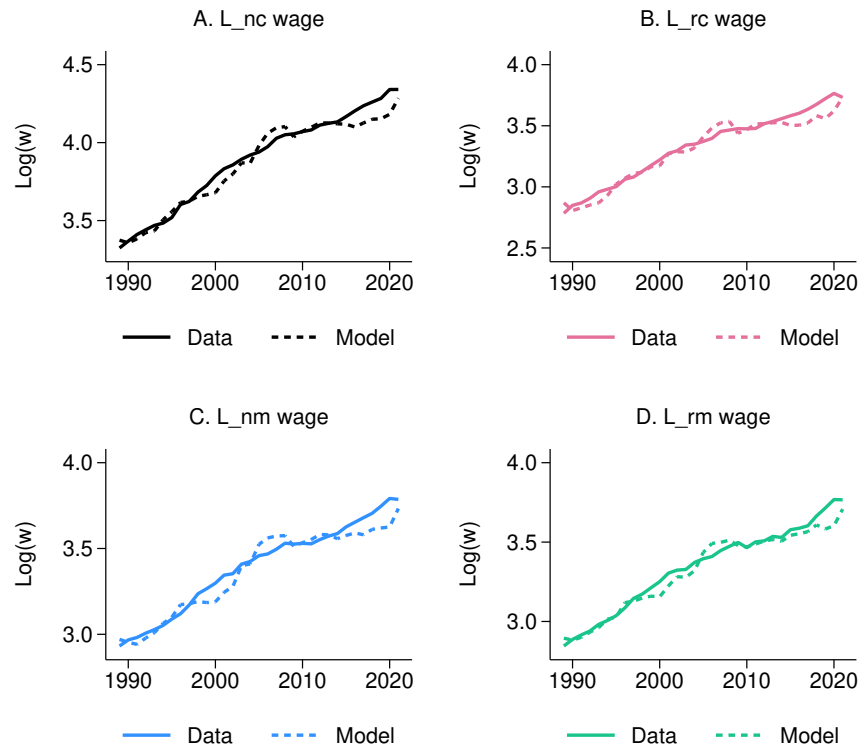 A. L_nc wage
Log(w)
4.5
4.0
3.5
1990 2000 2010 2020
Data Model
B. L_rc wage
Log(w)
4.0
3.5
3.0
2.5
1990 2000 2010 2020
Data Model
C. L_nm wage
Log(w)
4.0
3.5
3.0
1990 2000 2010 2020
Data Model
D. L_rm wage
Log(w)
4.0
3.5
3.0
1990 2000 2010 2020
Data Model